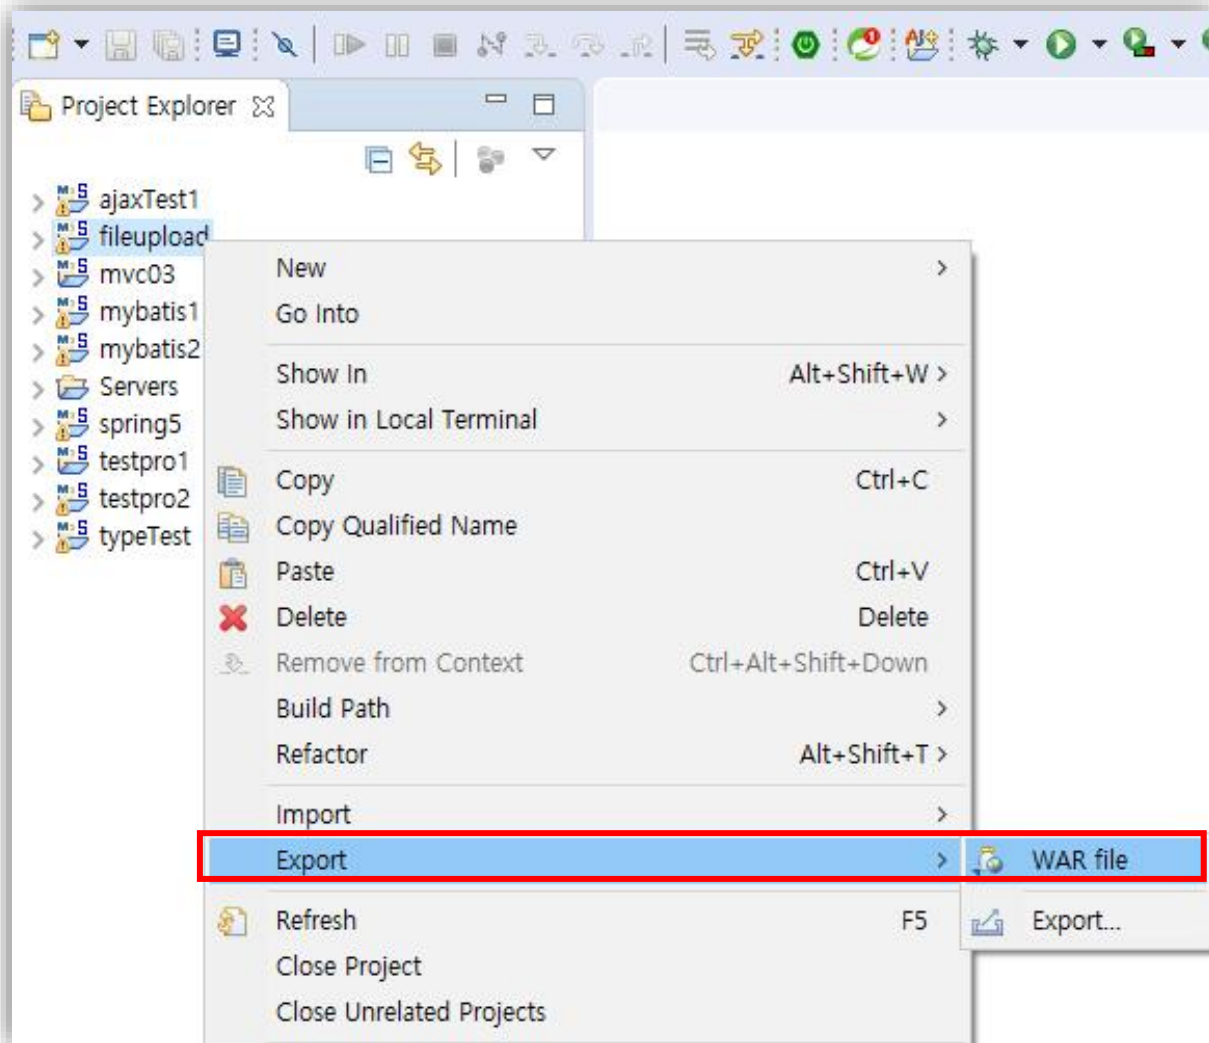 Project Explorer
ajaxTest1
fileupload
mvc03
mybatis1
mybatis2
Servers
spring5
testpro1
testpro2
typeTest
New
Go Into
Show In Alt+Shift+W
Show in Local Terminal
Copy Ctrl+C
Copy Qualified Name
Paste Ctrl+V
Delete Delete
Remove from Context Ctrl+Alt+Shift+Down
Build Path
Refactor Alt+Shift+T
Import
Export WAR file
Refresh F5 Export...
Close Project
Close Unrelated Projects